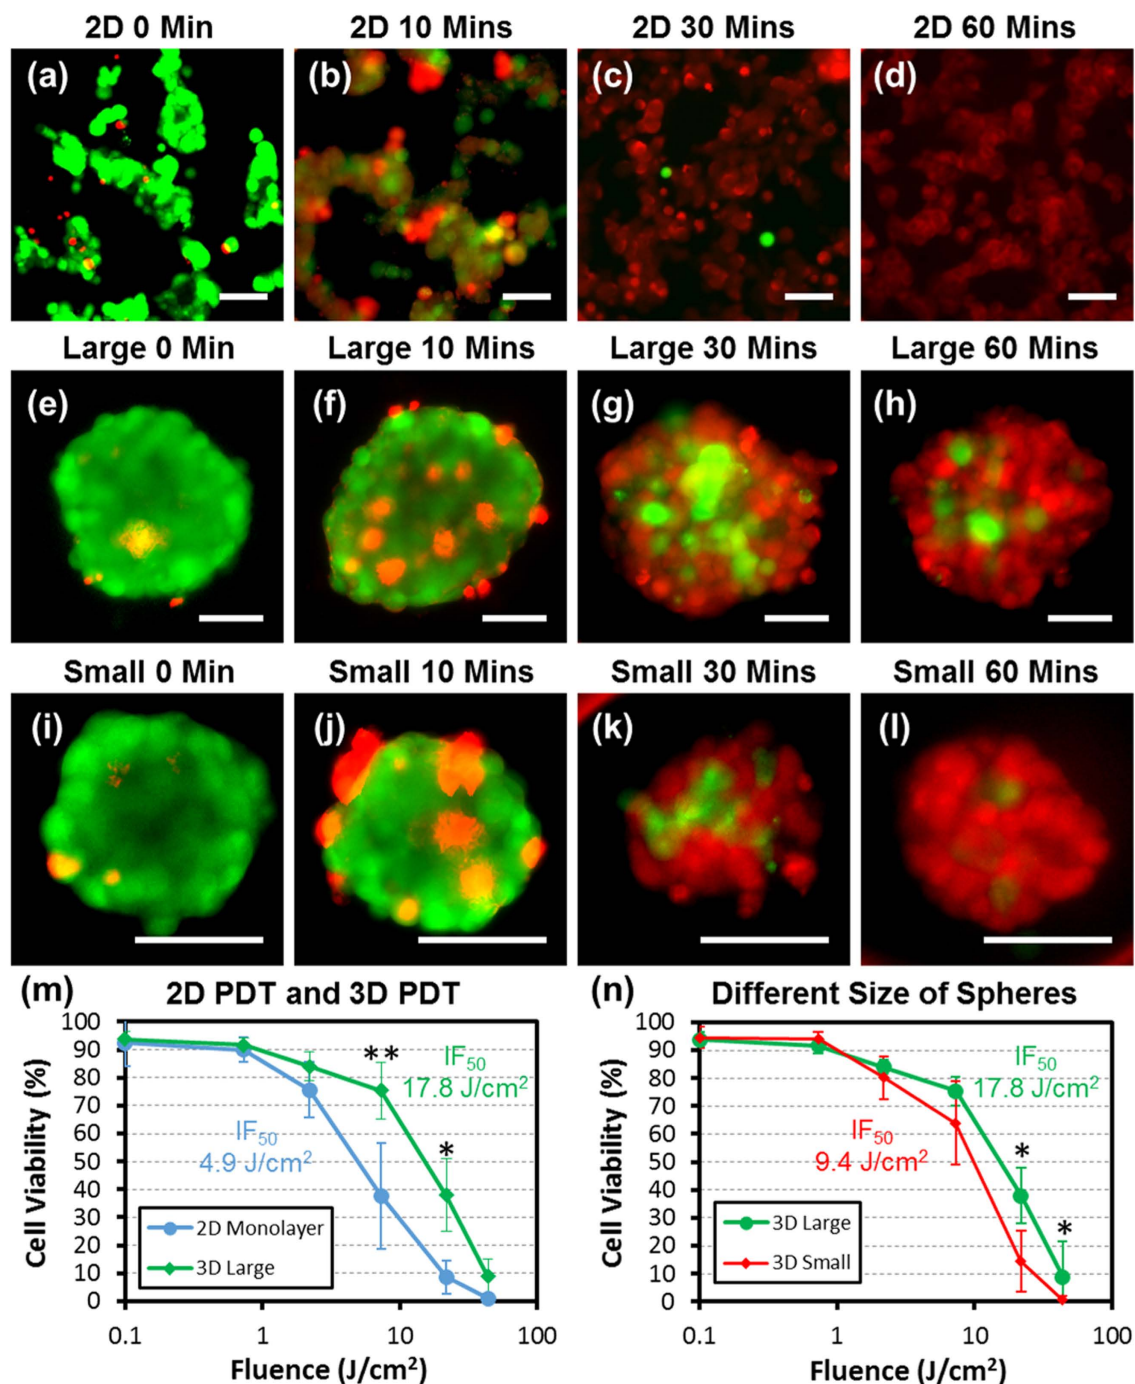 2D 0 Min
2D 10 Mins
2D 30 Mins
2D 60 Mins
(a)
(b)
(c)
(d)
Large 0 Min
Large 10 Mins
Large 30 Mins
Large 60 Mins
(e)
(f)
(g)
(h)
Small 0 Min
Small 10 Mins
Small 30 Mins
Small 60 Mins
(i)
(j)
(k)
(l)
(m)
2D PDT and 3D PDT
Cell Viability (%)
100
90
80
70
60
50
40
30
20
10
0
**
IF50
17.8 J/cm²
IF50
4.9 J/cm²
*
2D Monolayer
3D Large
0.1
1
10
100
Fluence (J/cm²)
(n)
Different Size of Spheres
Cell Viability (%)
100
90
80
70
60
50
40
30
20
10
0
IF50
17.8 J/cm²
IF50
9.4 J/cm²
*
*
3D Large
3D Small
0.1
1
10
100
Fluence (J/cm²)